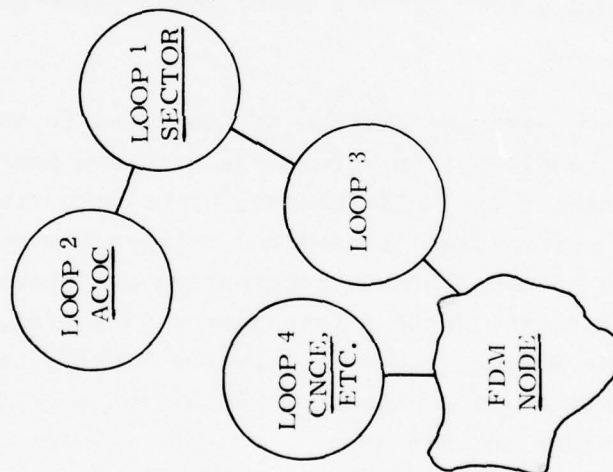 LOOP 1
SECTOR
LOOP 2
ACOC
LOOP 3
LOOP 4
CNCE,
ETC.
FDM
NODE